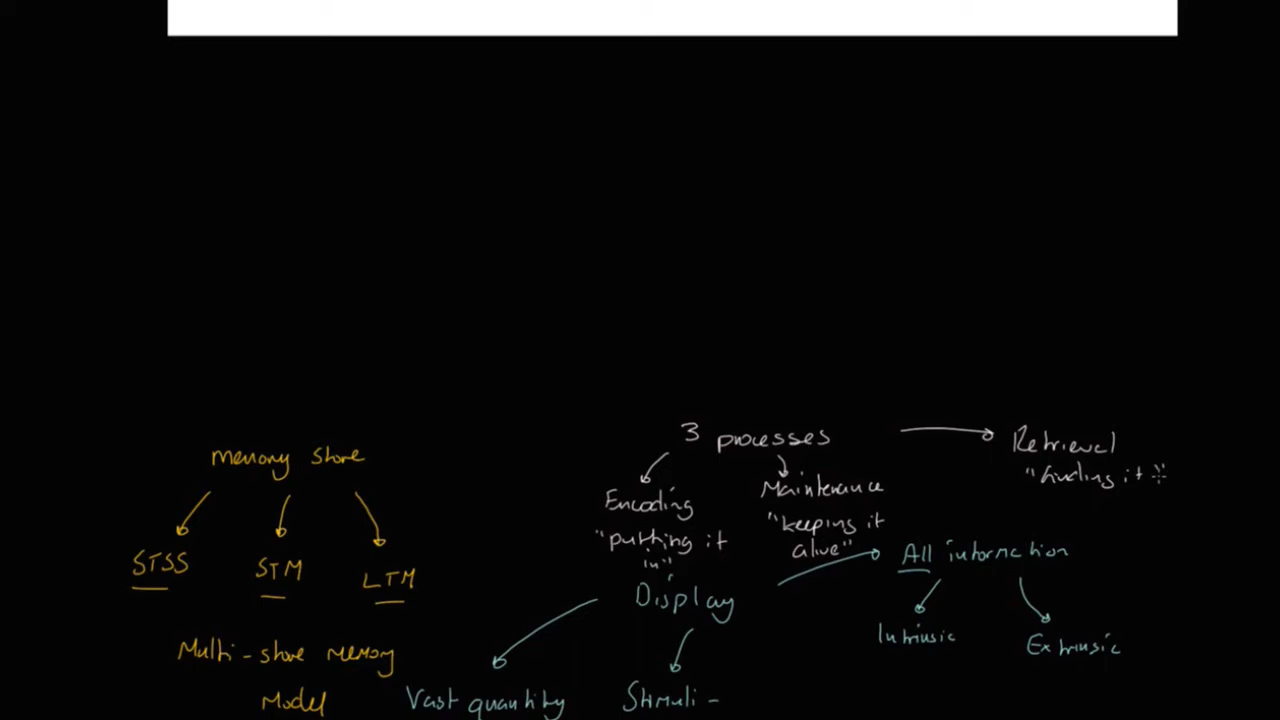 3 processes
Retrieval
"finding it"
memory store
Encoding
"putting it
in"
Maintenance
"keeping it
alive"
STSS
STM
LTM
Display
All information
Intrinsic
Extrinsic
Multi-store memory
Model
Vast quantity
Stimuli -